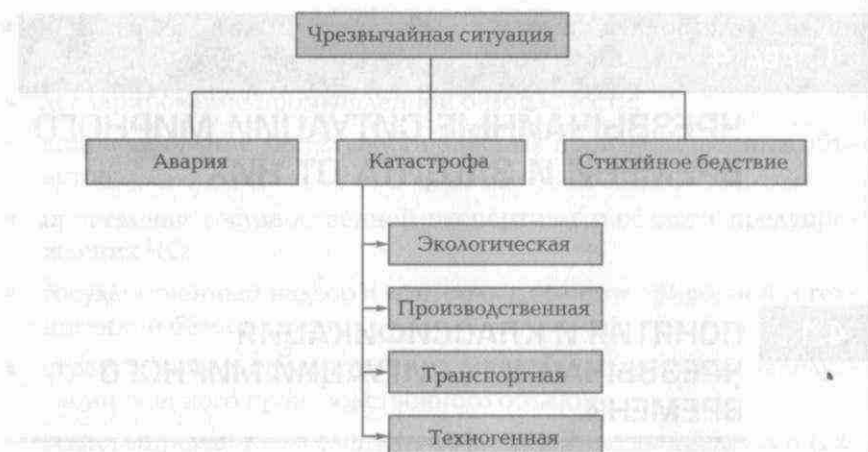 Чрезвычайная ситуация
Авария
Катастрофа
Стихийное бедствие
Экологическая
Производственная
Транспортная
Техногенная